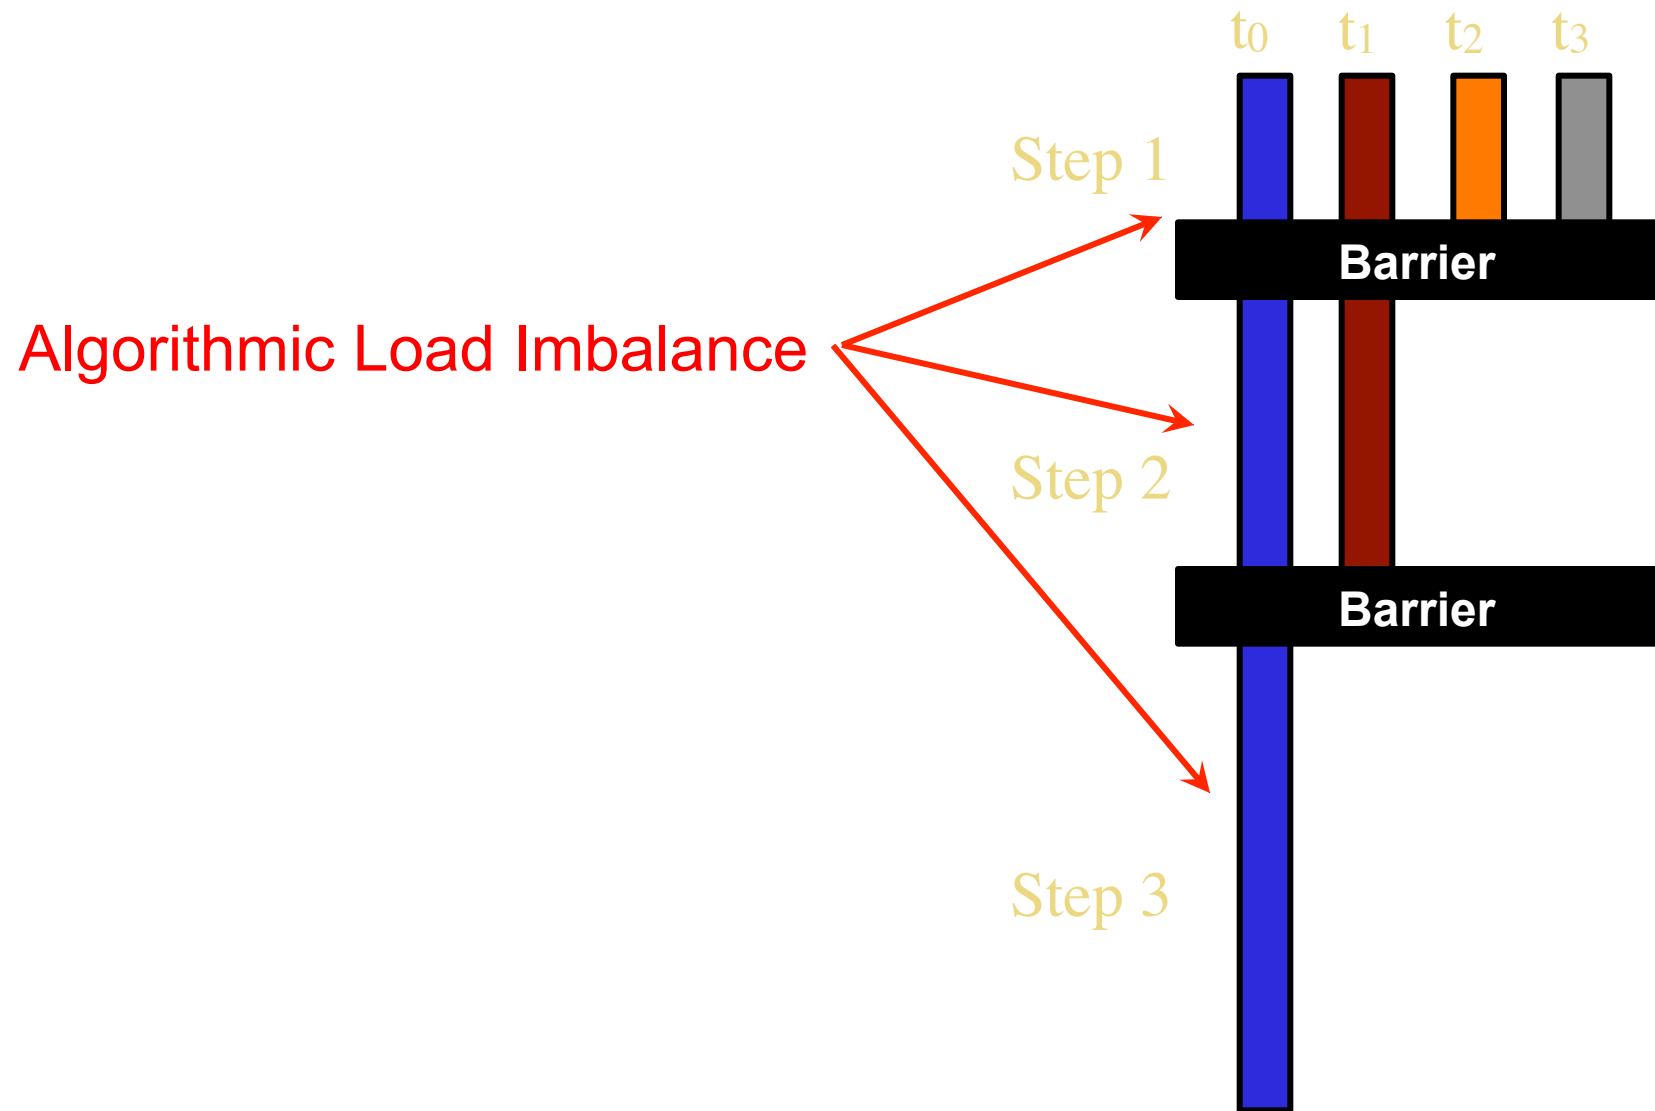 t0 t1 t2 t3
Step 1
Barrier
Algorithmic Load Imbalance
Step 2
Barrier
Step 3